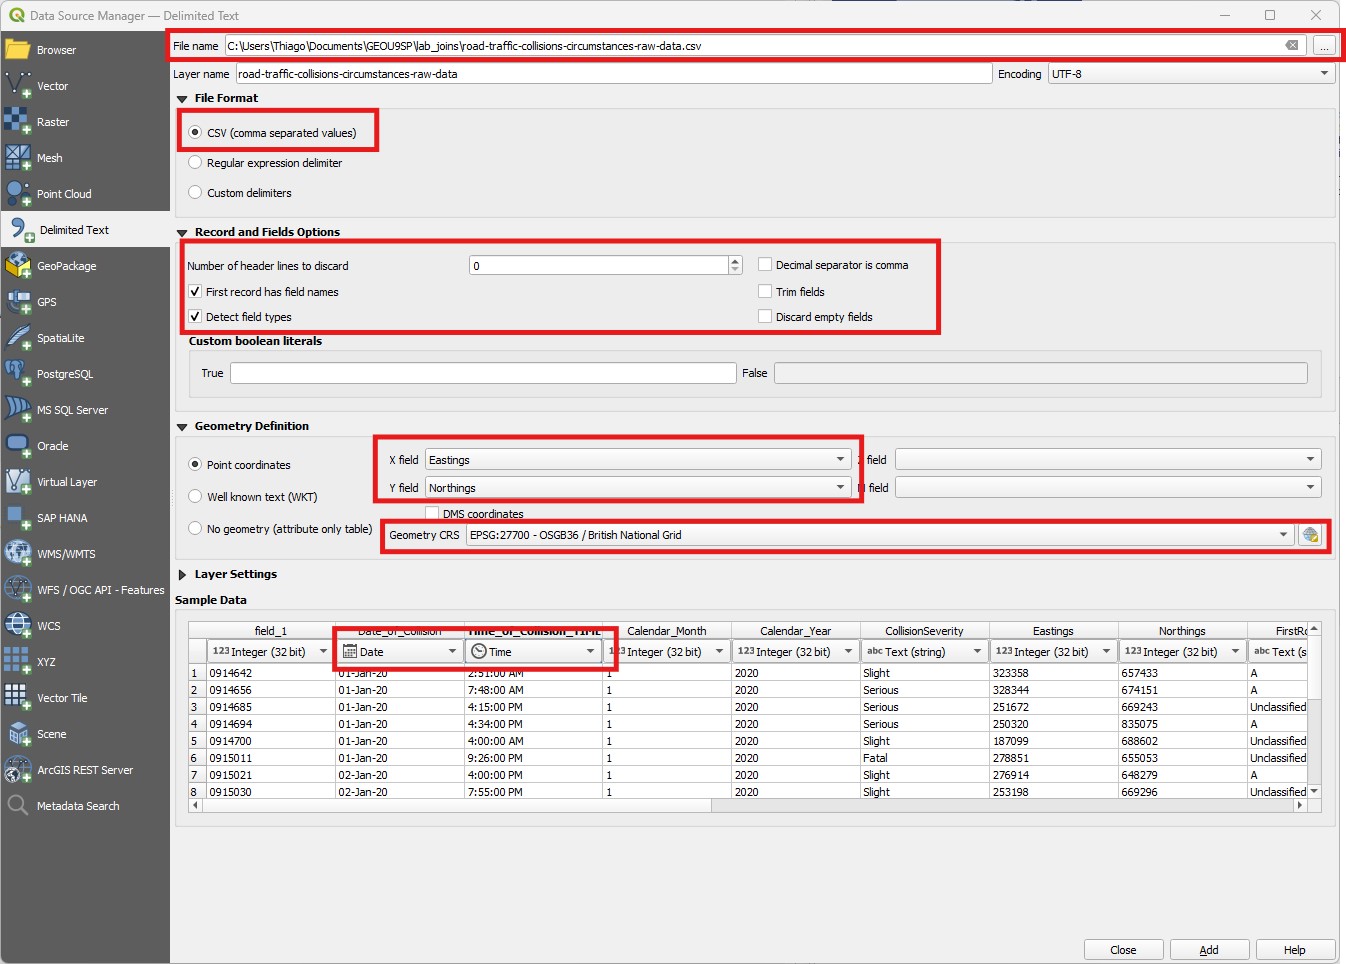 Data Source Manager — Delimited Text
Browser
Vector
Raster
Mesh
Point Cloud
Delimited Text
GeoPackage
GPS
SpatiaLite
PostgreSQL
MS SQL Server
Oracle
Virtual Layer
SAP HANA
WMS/WMTS
WFS / OGC API - Features
WCS
XYZ
Vector Tile
Scene
ArcGIS REST Server
Metadata Search
File name C:\Users\Thiago\Documents\GEOU9SP\lab_joins\road-traffic-collisions-circumstances-raw-data.csv ...
Layer name road-traffic-collisions-circumstances-raw-data Encoding UTF-8
File Format
CSV (comma separated values)
Regular expression delimiter
Custom delimiters
Record and Fields Options
Number of header lines to discard 0 Decimal separator is comma
First record has field names Trim fields
Detect field types Discard empty fields
Custom boolean literals
True False
Geometry Definition
Point coordinates X field Eastings field
Well known text (WKT) Y field Northings field
DMS coordinates
No geometry (attribute only table) Geometry CRS EPSG:27700 - OSGB36 / British National Grid
Layer Settings
Sample Data
field_1 Date_of_Collision Time_of_Collision_TIME Calendar_Month Calendar_Year CollisionSeverity Eastings Northings FirstRo
123 Integer (32 bit) Date Time Integer (32 bit) 123 Integer (32 bit) abc Text (string) 123 Integer (32 bit) 123 Integer (32 bit) abc Text (s
1 0914642 01-Jan-20 2:51:00 AM 1 2020 Slight 323358 657433 A
2 0914656 01-Jan-20 7:48:00 AM 1 2020 Serious 328344 674151 A
3 0914685 01-Jan-20 4:15:00 PM 1 2020 Serious 251672 669243 Unclassified
4 0914694 01-Jan-20 4:34:00 PM 1 2020 Serious 250320 835075 A
5 0914700 01-Jan-20 4:00:00 AM 1 2020 Slight 187099 688602 Unclassified
6 0915011 01-Jan-20 9:26:00 PM 1 2020 Fatal 278851 655053 Unclassified
7 0915021 02-Jan-20 4:00:00 PM 1 2020 Slight 276914 648279 A
8 0915030 02-Jan-20 7:55:00 PM 1 2020 Slight 253198 669296 Unclassified
Close Add Help